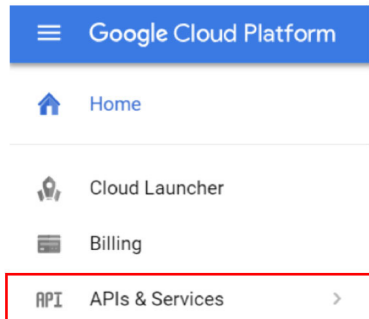 Google Cloud Platform
Home
Cloud Launcher
Billing
API APIs & Services